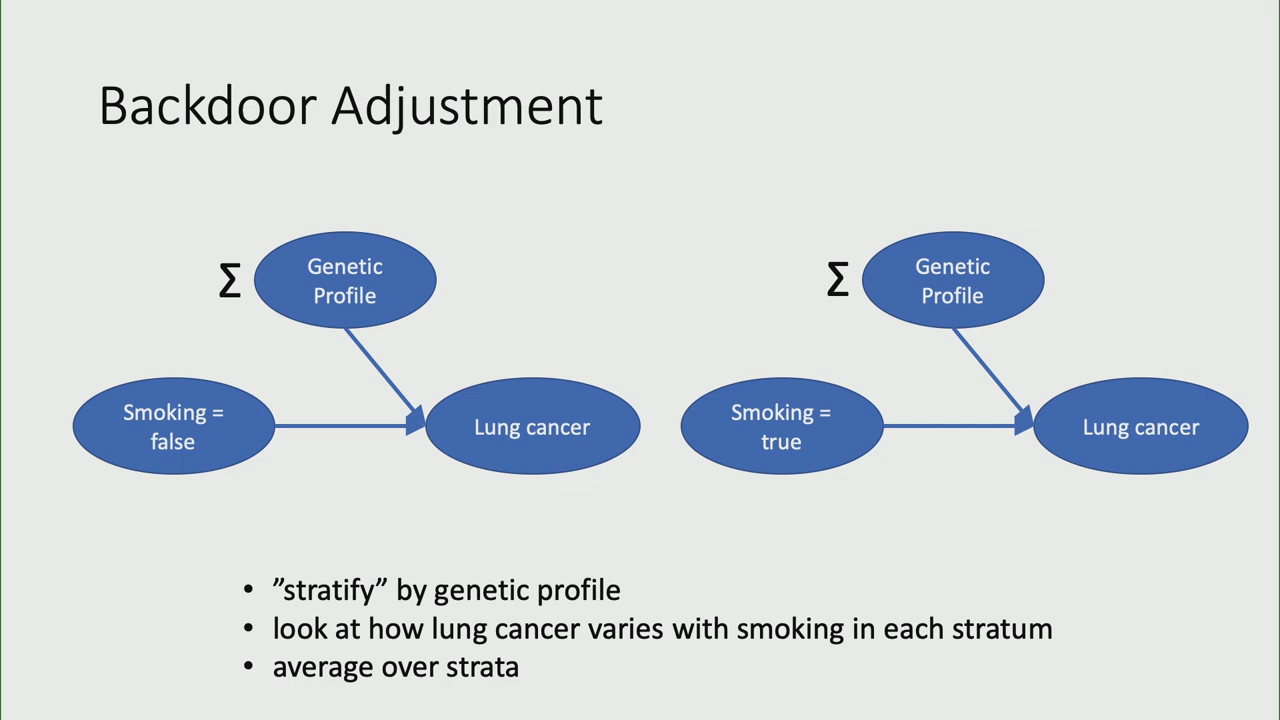 Backdoor Adjustment
Σ
Genetic
Profile
Smoking =
false
Lung cancer
Σ
Genetic
Profile
Smoking =
true
Lung cancer
• ”stratify” by genetic profile
• look at how lung cancer varies with smoking in each stratum
• average over strata